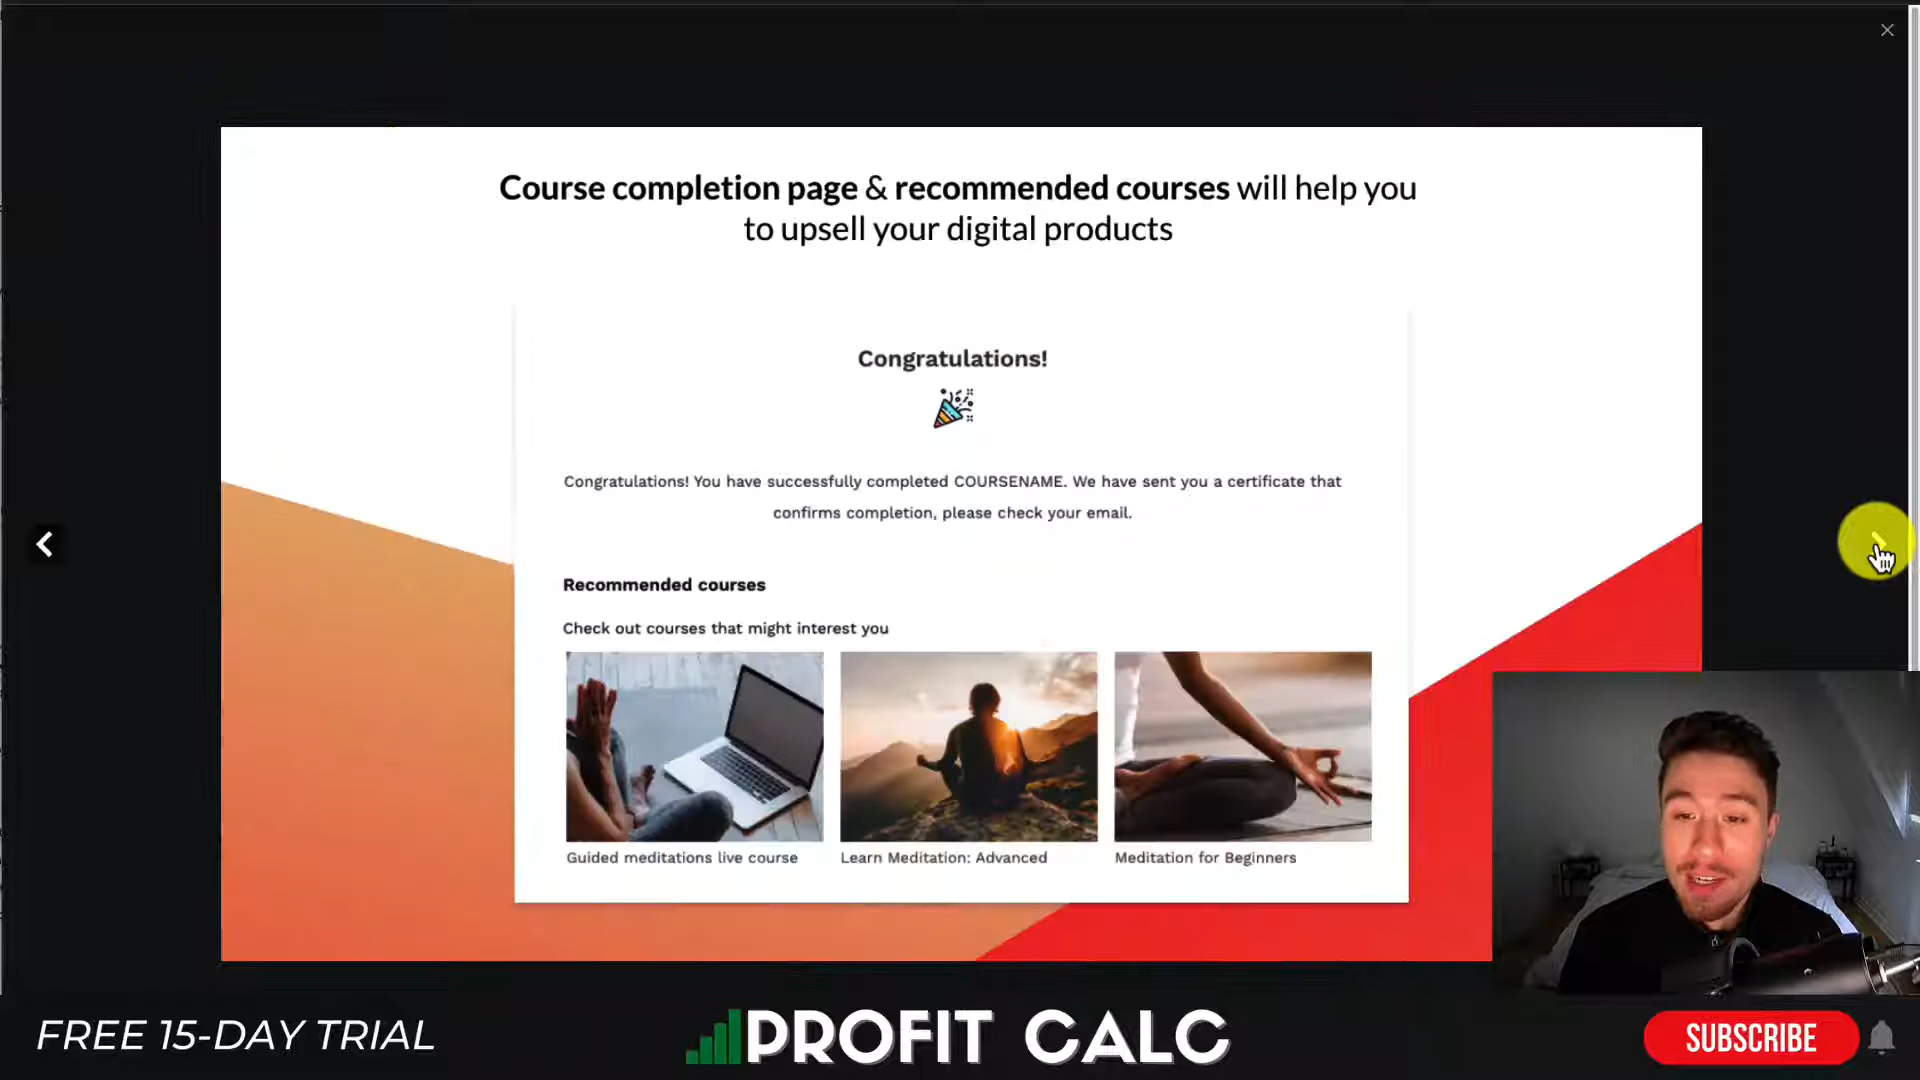 Course completion page & recommended courses will help you
to upsell your digital products
Congratulations!
Congratulations! You have successfully completed COURSENAME. We have sent you a certificate that
confirms completion, please check your email.
Recommended courses
Check out courses that might interest you
Guided meditations live course
Learn Meditation: Advanced
Meditation for Beginners
FREE 15-DAY TRIAL
PROFIT CALC
SUBSCRIBE